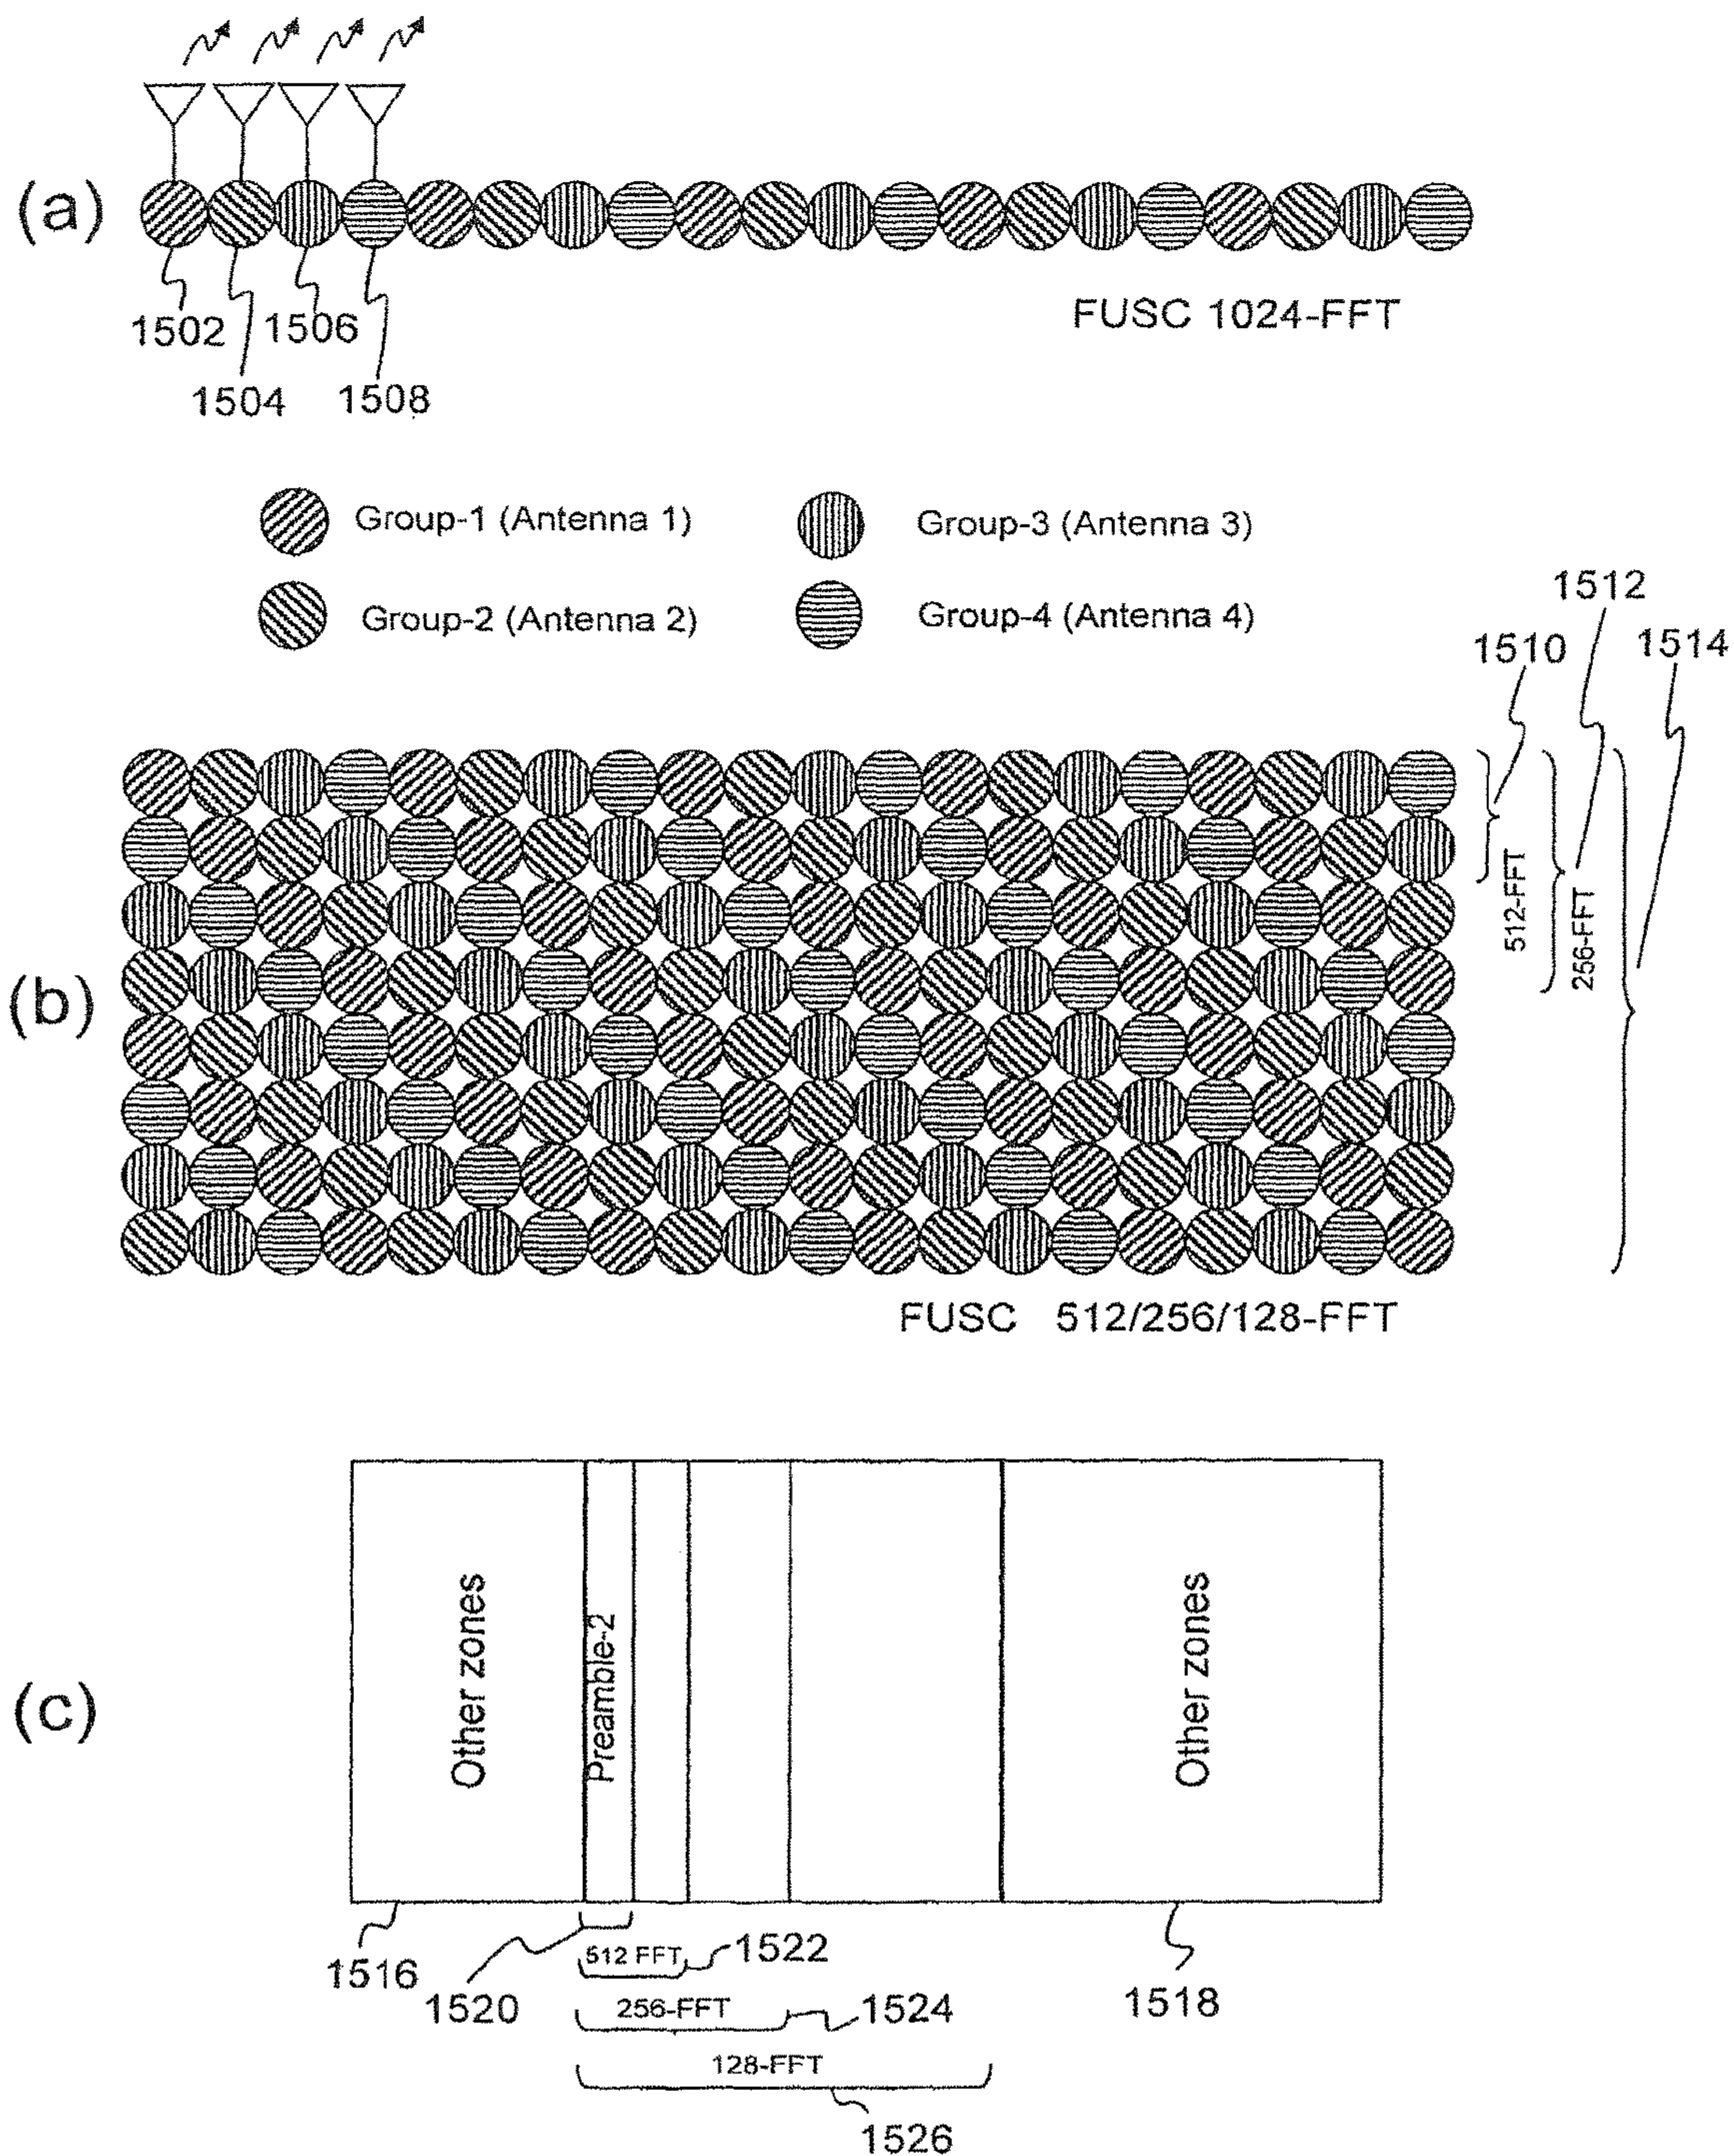 (a)
1502
1506
1504
1508
FUSC 1024-FFT
Group-1 (Antenna 1)
Group-3 (Antenna 3)
Group-2 (Antenna 2)
Group-4 (Antenna 4)
1512
1510
1514
(b)
512-FFT
256-FFT
FUSC 512/256/128-FFT
(c)
Other zones
Preamble-2
Other zones
1516
1520
512 FFT
1522
256-FFT
1524
1518
128-FFT
1526